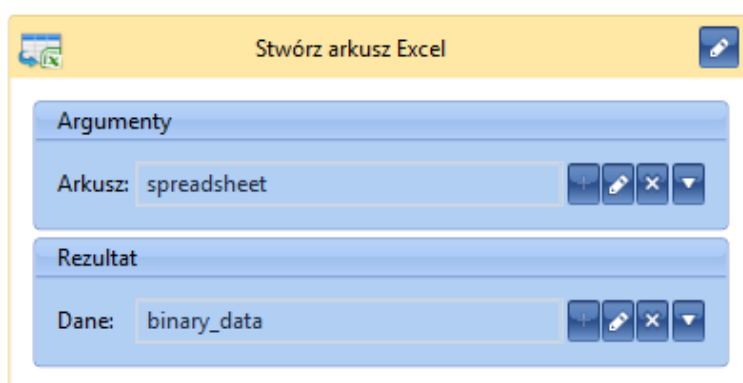 Stwórz arkusz Excel
Argumenty
Arkusz: spreadsheet
Rezultat
Dane: binary_data